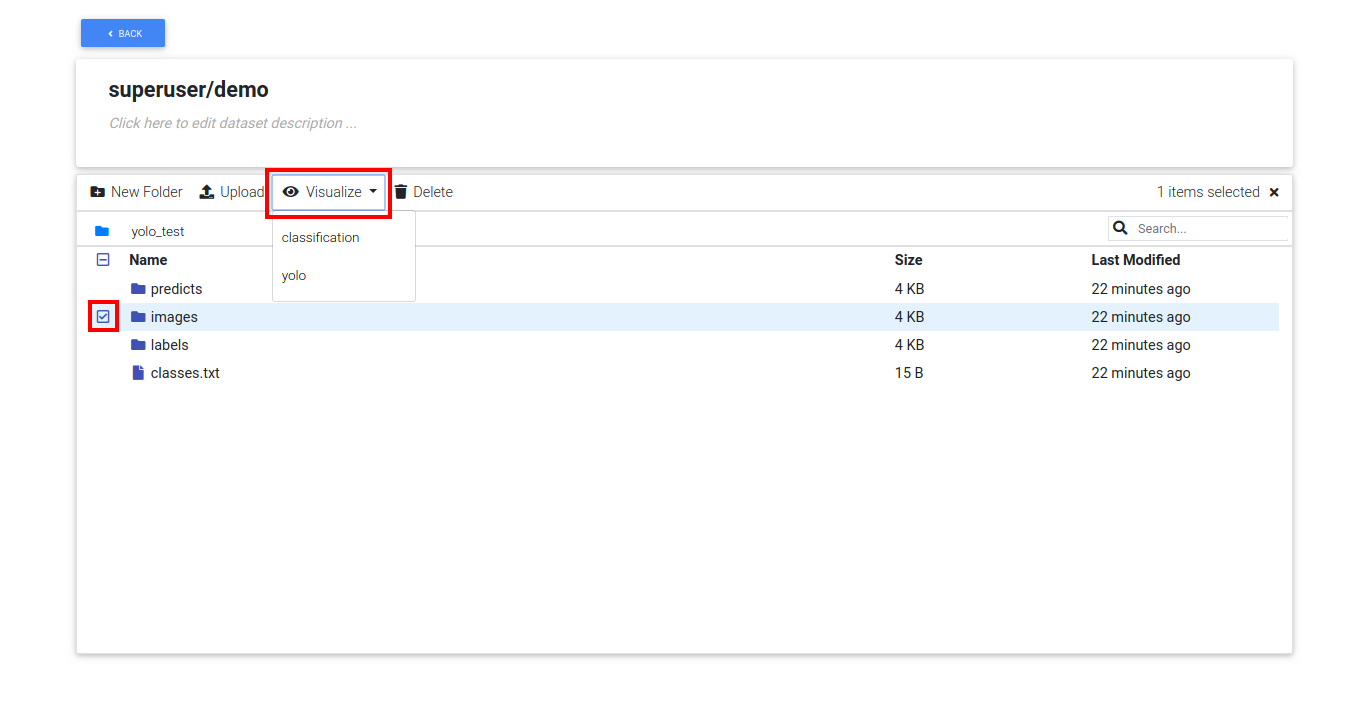 BACK
superuser/demo
Click here to edit dataset description ...
New Folder Upload Visualize Delete 1 items selected
yolo_test Search...
classification
yolo
Name Size Last Modified
predicts 4 KB 22 minutes ago
images 4 KB 22 minutes ago
labels 4 KB 22 minutes ago
classes.txt 15 B 22 minutes ago